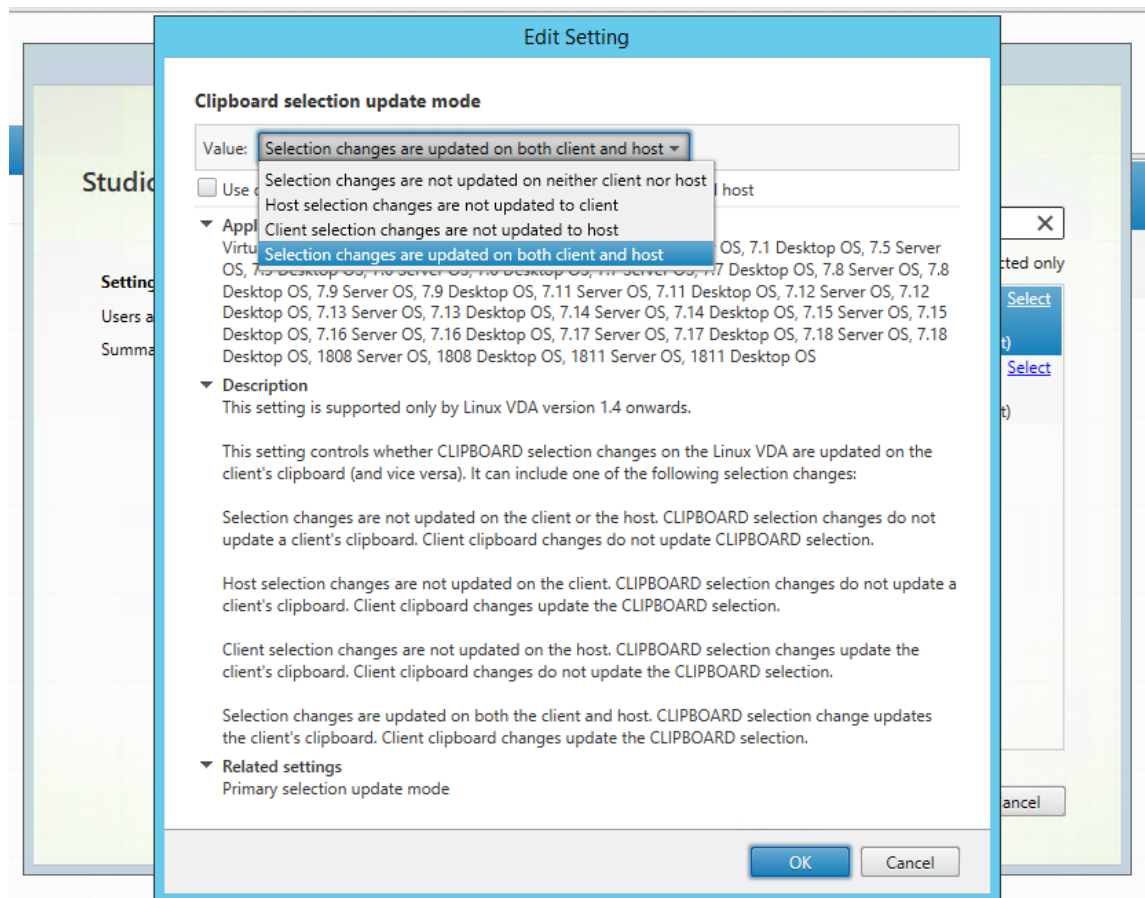 Edit Setting
Clipboard selection update mode
Value: Selection changes are updated on both client and host
Selection changes are not updated on neither client nor host
Host selection changes are not updated to client
Client selection changes are not updated to host
Selection changes are updated on both client and host
Use host
Virtu OS, 7.1 Desktop OS, 7.5 Server
OS, Desktop OS, 7.8 Server OS, 7.8
Desktop OS, 7.9 Server OS, 7.9 Desktop OS, 7.11 Server OS, 7.11 Desktop OS, 7.12 Server OS, 7.12
Desktop OS, 7.13 Server OS, 7.13 Desktop OS, 7.14 Server OS, 7.14 Desktop OS, 7.15 Server OS, 7.15
Desktop OS, 7.16 Server OS, 7.16 Desktop OS, 7.17 Server OS, 7.17 Desktop OS, 7.18 Server OS, 7.18
Desktop OS, 1808 Server OS, 1808 Desktop OS, 1811 Server OS, 1811 Desktop OS
Description
This setting is supported only by Linux VDA version 1.4 onwards.
This setting controls whether CLIPBOARD selection changes on the Linux VDA are updated on the
client's clipboard (and vice versa). It can include one of the following selection changes:
Selection changes are not updated on the client or the host. CLIPBOARD selection changes do not
update a client's clipboard. Client clipboard changes do not update CLIPBOARD selection.
Host selection changes are not updated on the client. CLIPBOARD selection changes do not update a
client's clipboard. Client clipboard changes update the CLIPBOARD selection.
Client selection changes are not updated on the host. CLIPBOARD selection changes update the
client's clipboard. Client clipboard changes do not update the CLIPBOARD selection.
Selection changes are updated on both the client and host. CLIPBOARD selection change updates
the client's clipboard. Client clipboard changes update the CLIPBOARD selection.
Related settings
Primary selection update mode
OK
Cancel
Studio
Setting
Users a
Summa
cted only
Select
t)
Select
t)
ancel